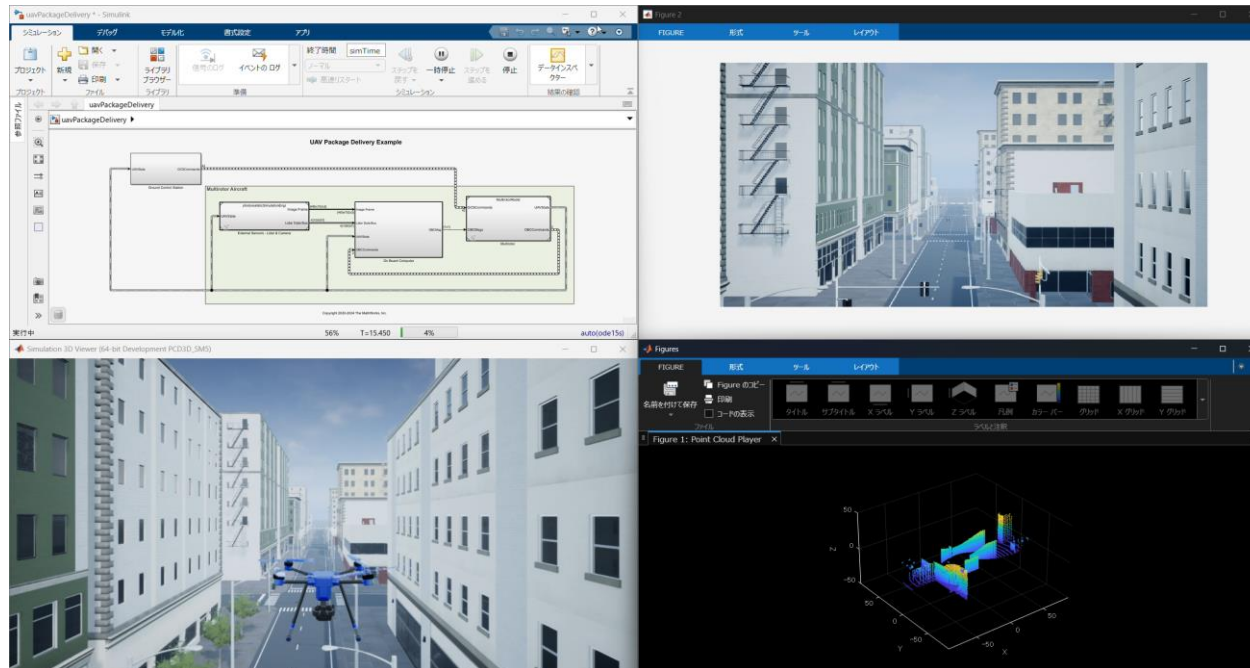 uavPackageDelivery * - Simulink
シミュレーション
デバッグ
モデル化
書式設定
アプリ
プロジェクト
新規
開く
保存
印刷
ライブラリ
ブラウザー
信号のログ
イベントのログ
終了時間
simTime
ノーマル
高速リスタート
ステップを
戻す
一時停止
ステップを
進める
停止
データインスペ
クター
プロジェクト
ファイル
ライブラリ
準備
シミュレーション
結果の確認
uavPackageDelivery
uavPackageDelivery
UAV Package Delivery Example
Ground Control Station
Multirotor Aircraft
External Sensors - Lidar & Camera
On Board Computer
実行中
56%
T=15.450
4%
auto(ode15s)
Figure 2
FIGURE
形式
ツール
レイアウト
Simulation 3D Viewer (64-bit Development PCD3D_SM5)
Figures
FIGURE
形式
ツール
レイアウト
名前を付けて保存
Figure のコピー
印刷
コードの表示
タイトル
サブタイトル
X ラベル
Y ラベル
Z ラベル
凡例
カラー バー
グリッド
X グリッド
Y グリッド
ファイル
ラベルと注釈
Figure 1: Point Cloud Player
50
0
-50
Z
50
0
-50
Y
-50
0
50
X